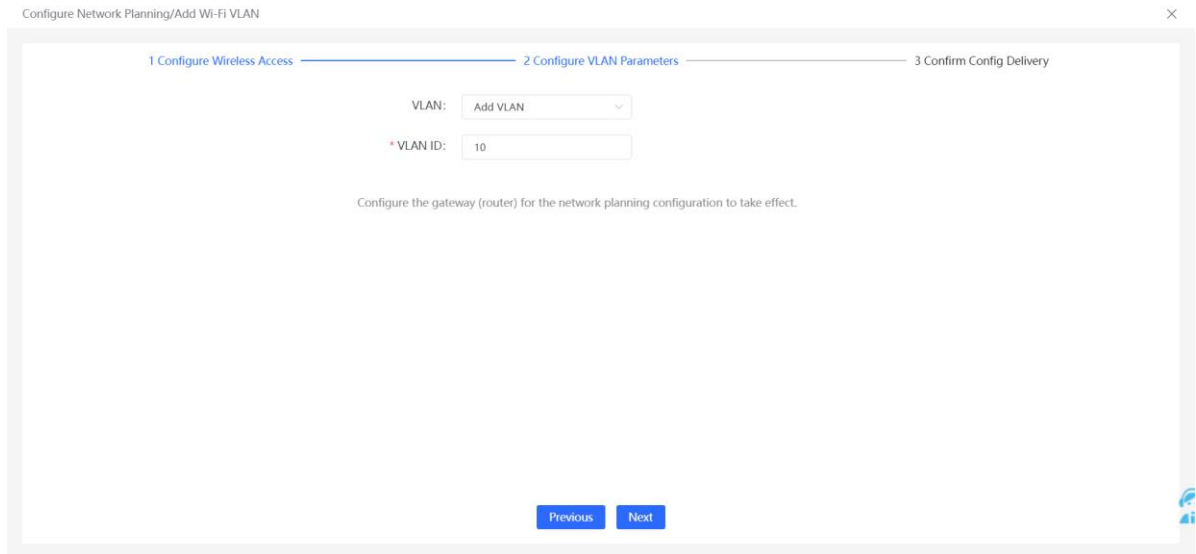 Configure Network Planning/Add Wi-Fi VLAN
1 Configure Wireless Access 2 Configure VLAN Parameters 3 Confirm Config Delivery
VLAN: Add VLAN
* VLAN ID: 10
Configure the gateway (router) for the network planning configuration to take effect.
Previous Next